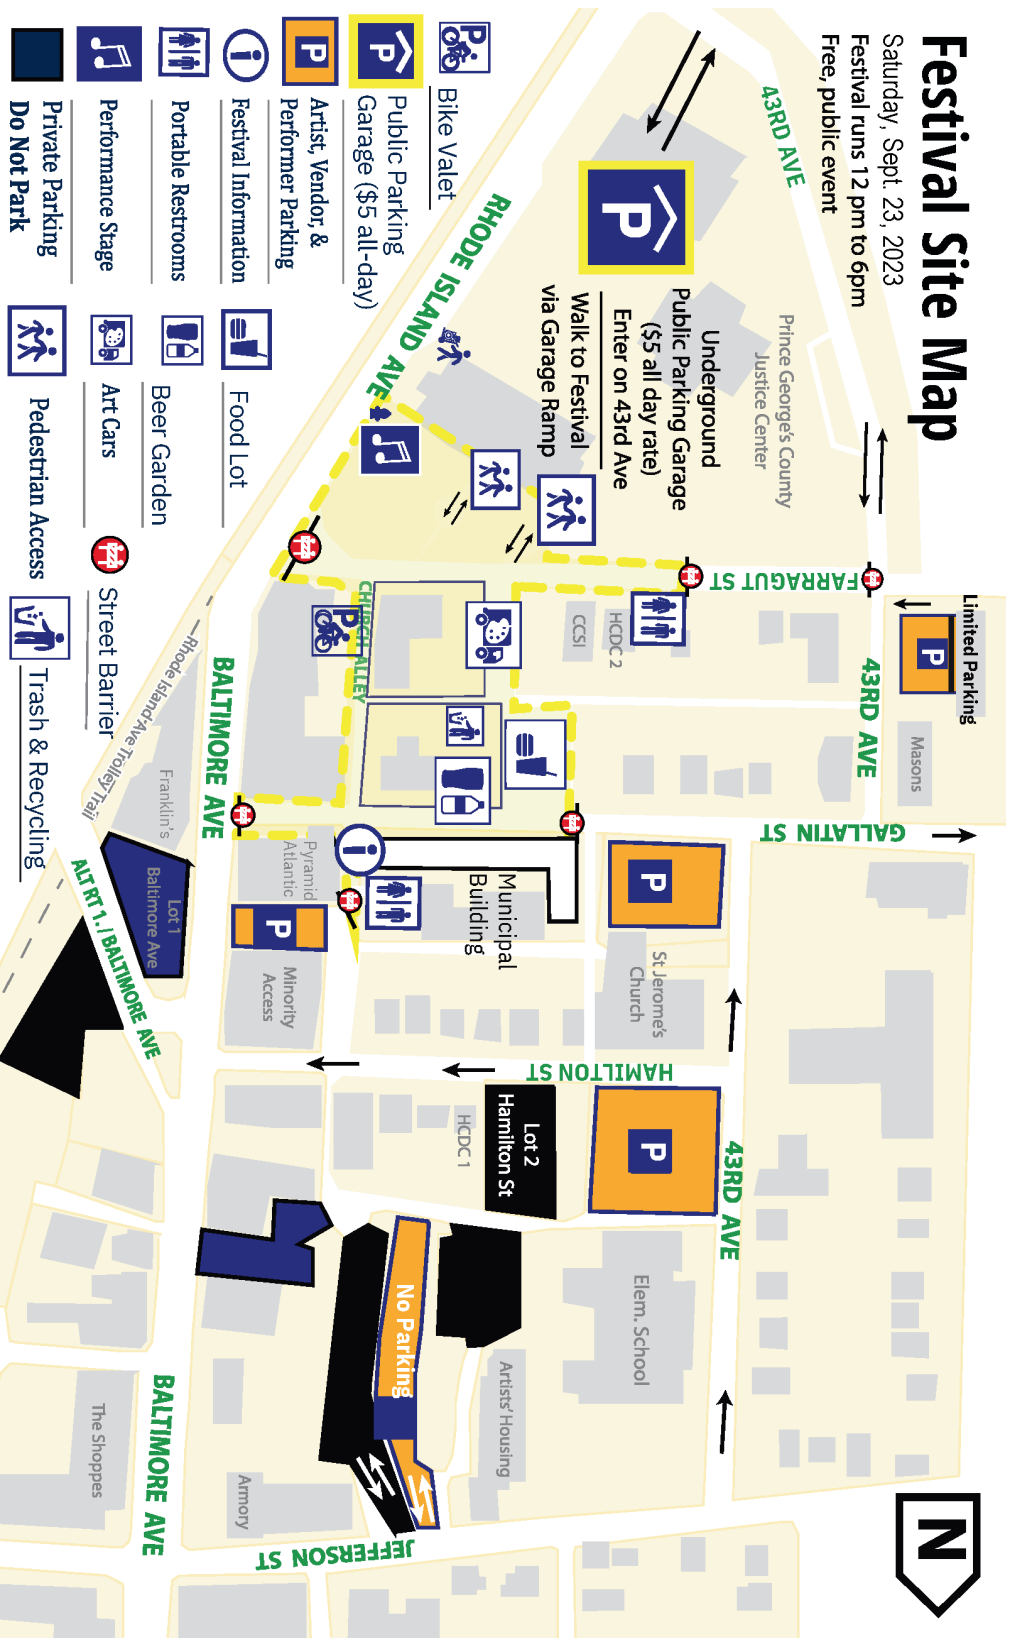 Festival Site Map
Saturday, Sept. 23, 2023
Festival runs 12 pm to 6pm
Free, public event
43RD AVE
RHODE ISLAND AVE
P
Underground
Public Parking Garage
($5 all day rate)
Enter on 43rd Ave
Walk to Festival
via Garage Ramp
Prince George's County
Justice Center
FARRAGUT ST
Limited Parking
P
43RD AVE
Masons
GALLATIN ST
HCDC 2
CCSI
CHURCH ALLEY
P
BALTIMORE AVE
Rhode Island Ave Trolley Trail
Franklin's
i
Pyramid
Atlantic
P
Municipal
Building
P
St Jerome's
Church
Lot 1
Baltimore Ave
ALT RT 1. / BALTIMORE AVE
Minority
Access
HAMILTON ST
HCDC 1
Lot 2
Hamilton St
P
43RD AVE
No Parking
Elem. School
Artists' Housing
BALTIMORE AVE
The Shoppes
Armory
JEFFERSON ST
N
P
Bike Valet
P
Public Parking
Garage ($5 all-day)
P
Artist, Vendor, &
Performer Parking
i
Festival Information
Portable Restrooms
Performance Stage
Private Parking
Do Not Park
Food Lot
Beer Garden
Art Cars
Pedestrian Access
Street Barrier
Trash & Recycling